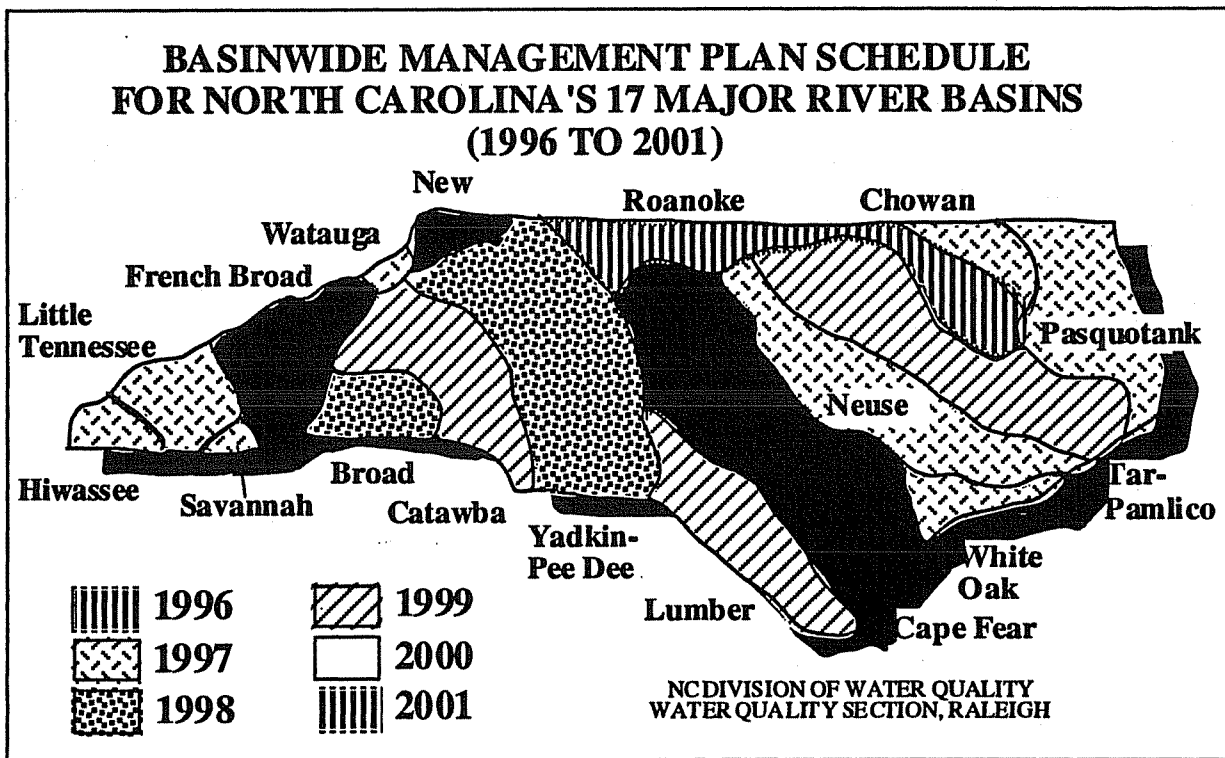 BASINWIDE MANAGEMENT PLAN SCHEDULE
FOR NORTH CAROLINA'S 17 MAJOR RIVER BASINS
(1996 TO 2001)
New
Roanoke
Chowan
Watauga
French Broad
Little
Tennessee
Pasquotank
Neuse
Hiwassee
Savannah
Broad
Catawba
Yadkin-
Pee Dee
Tar-
Pamlico
White
Oak
Lumber
Cape Fear
1996
1997
1998
1999
2000
2001
NC DIVISION OF WATER QUALITY
WATER QUALITY SECTION, RALEIGH